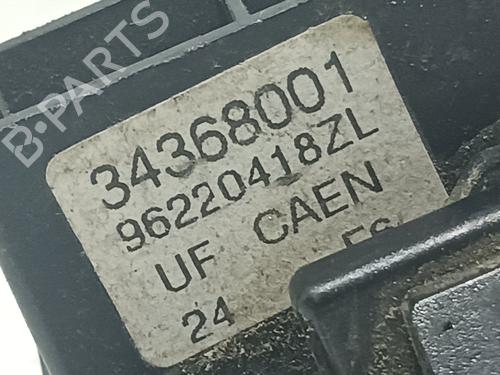 B-PARTS
34368001
96220418ZL
UF CAEN
24